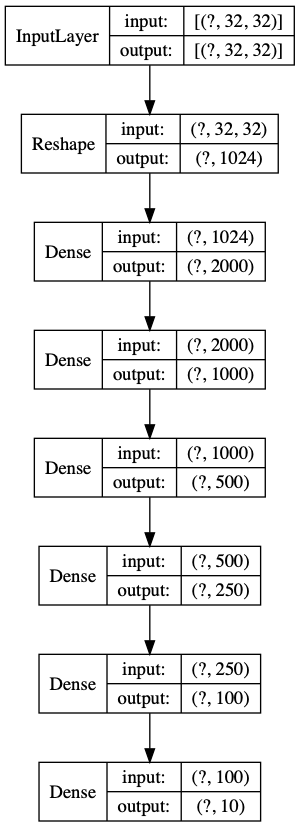 InputLayer input: [(?, 32, 32)]
output: [(?, 32, 32)]
Reshape input: (?, 32, 32)
output: (?, 1024)
Dense input: (?, 1024)
output: (?, 2000)
Dense input: (?, 2000)
output: (?, 1000)
Dense input: (?, 1000)
output: (?, 500)
Dense input: (?, 500)
output: (?, 250)
Dense input: (?, 250)
output: (?, 100)
Dense input: (?, 100)
output: (?, 10)